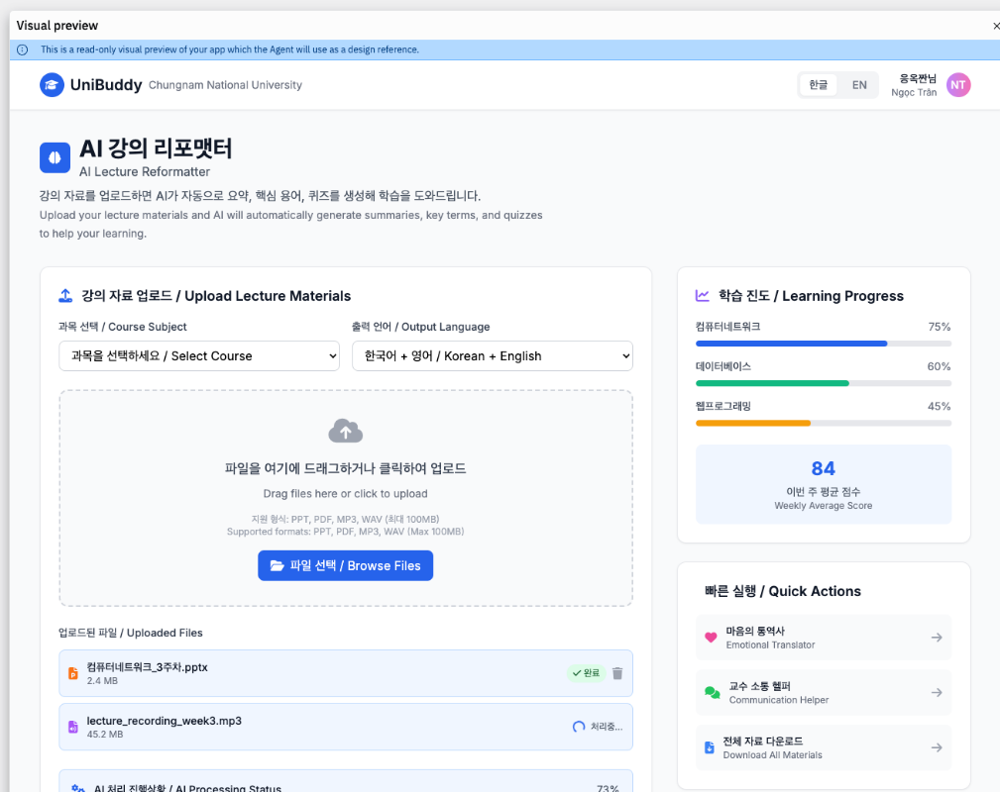 Visual preview
This is a read-only visual preview of your app which the Agent will use as a design reference.
UniBuddy Chungnam National University
한글 EN
응옥짠님
Ngọc Trân
NT
AI 강의 리포맷터
AI Lecture Reformatter
강의 자료를 업로드하면 AI가 자동으로 요약, 핵심 용어, 퀴즈를 생성해 학습을 도와드립니다.
Upload your lecture materials and AI will automatically generate summaries, key terms, and quizzes
to help your learning.
강의 자료 업로드 / Upload Lecture Materials
과목 선택 / Course Subject
출력 언어 / Output Language
과목을 선택하세요 / Select Course
한국어 + 영어 / Korean + English
파일을 여기에 드래그하거나 클릭하여 업로드
Drag files here or click to upload
지원 형식: PPT, PDF, MP3, WAV (최대 100MB)
Supported formats: PPT, PDF, MP3, WAV (Max 100MB)
파일 선택 / Browse Files
업로드된 파일 / Uploaded Files
컴퓨터네트워크_3주차.pptx
2.4 MB
완료
lecture_recording_week3.mp3
45.2 MB
처리중...
AI 처리 진행상황 / AI Processing Status
73%
학습 진도 / Learning Progress
컴퓨터네트워크 75%
데이터베이스 60%
웹프로그래밍 45%
84
이번 주 평균 점수
Weekly Average Score
빠른 실행 / Quick Actions
마음의 통역사
Emotional Translator
교수 소통 헬퍼
Communication Helper
전체 자료 다운로드
Download All Materials